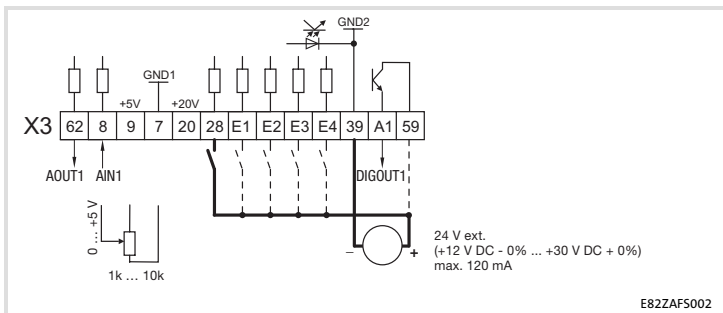 GND2
GND1
+5V
+20V
X3 62 8 9 7 20 28 E1 E2 E3 E4 39 A1 59
AOUT1 AIN1
DIGOUT1
0 ... +5 V
1k ... 10k
– +
24 V ext.
(+12 V DC - 0% ... +30 V DC + 0%)
max. 120 mA
E82ZAFS002